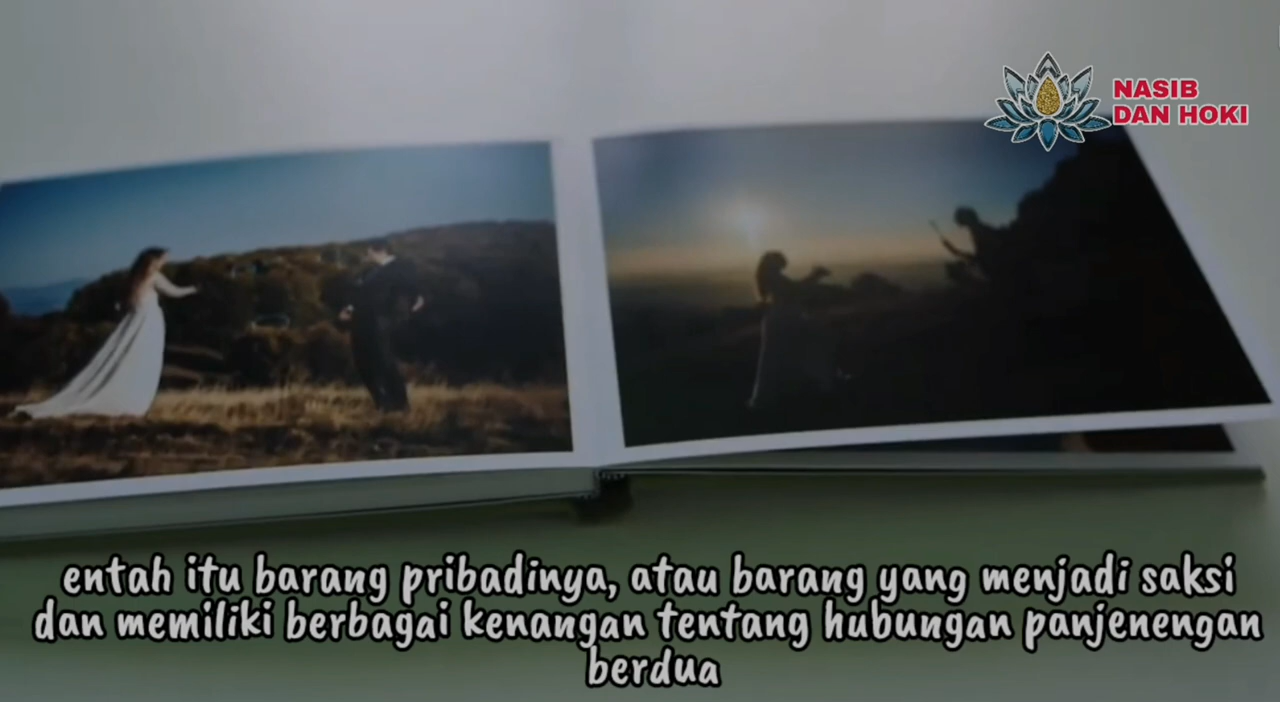 NASIB
DAN HOKI
entah itu barang pribadinya, atau barang yang menjadi saksi
dan memiliki berbagai kenangan tentang hubungan panjenengan
berdua